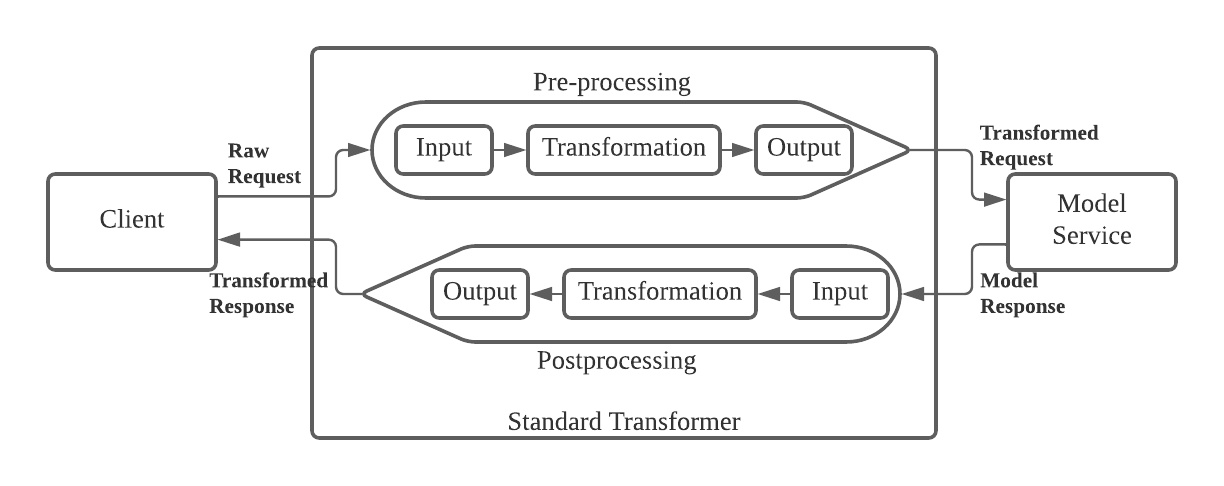 Pre-processing
Input
Transformation
Output
Raw
Request
Transformed
Request
Client
Model
Service
Transformed
Response
Output
Transformation
Input
Model
Response
Postprocessing
Standard Transformer